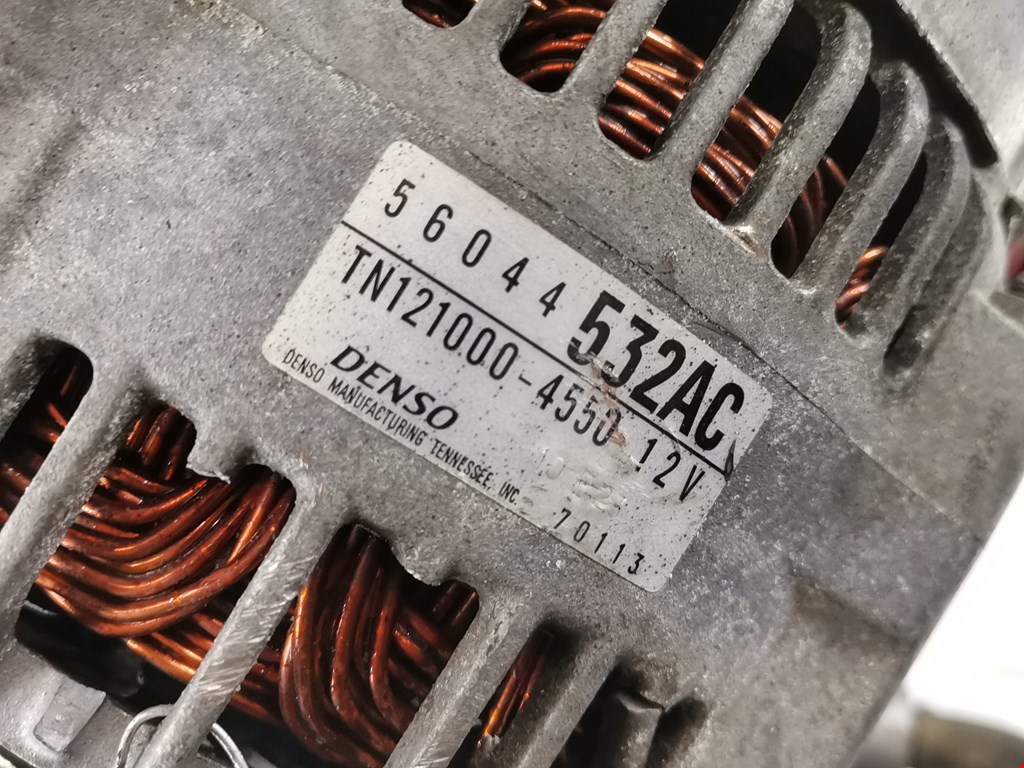 56044532AC
TN121000-4550 12V
DENSO
DENSO MANUFACTURING TENNESSEE, INC.
70113